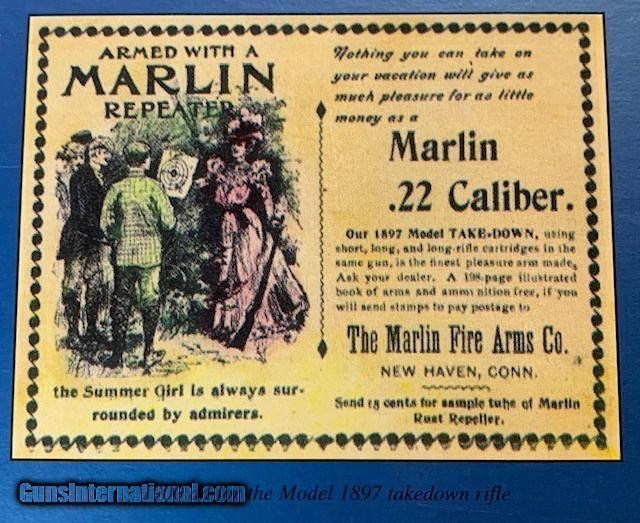 ARMED WITH A
MARLIN
REPEATER
the Summer Girl is always sur-
rounded by admirers.
Nothing you can take on
your vacation will give as
much pleasure for as little
money as a
Marlin
.22 Caliber.
Our 1897 Model TAKE-DOWN, using
short, long, and long-rifle cartridges in the
same gun, is the finest pleasure arm made.
Ask your dealer. A 198-page illustrated
book of arms and ammunition free, if you
will send stamps to pay postage to
The Marlin Fire Arms Co.
NEW HAVEN, CONN.
Send 15 cents for sample tube of Marlin
Rust Repeller.
the Model 1897 takedown rifle
GunsInternational.com